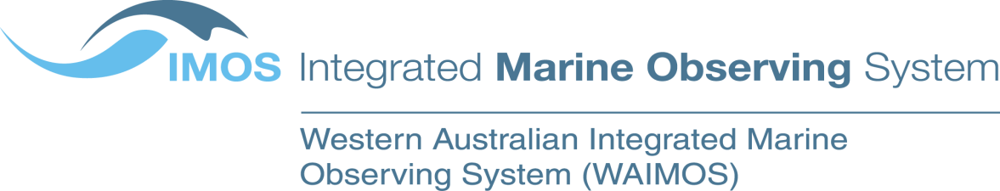 IMOS Integrated Marine Observing System
Western Australian Integrated Marine
Observing System (WAIMOS)